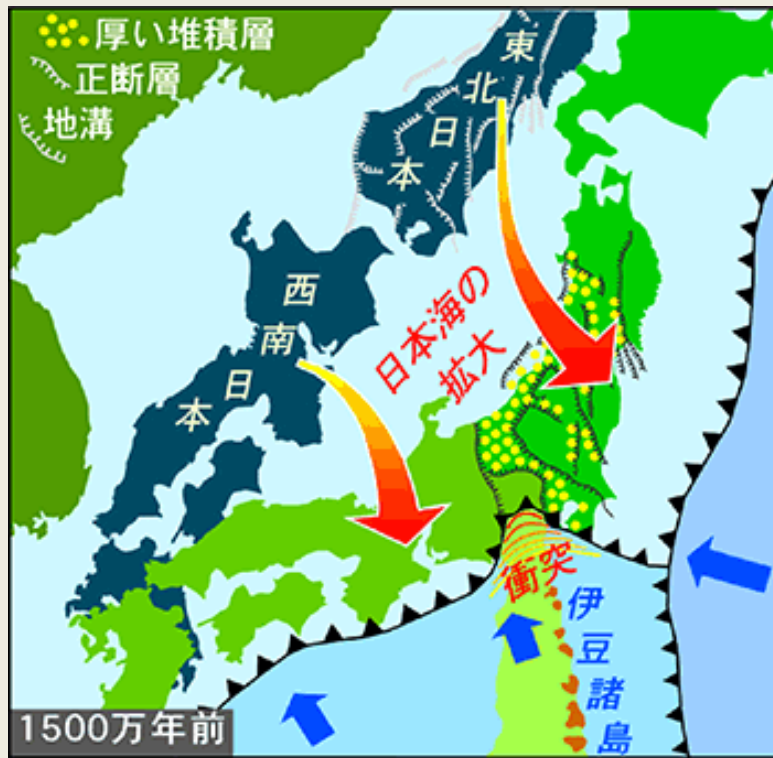 厚い堆積層
正断層
地溝
東北日本
西南日本
日本海の
拡大
衝突
伊豆諸島
1500万年前